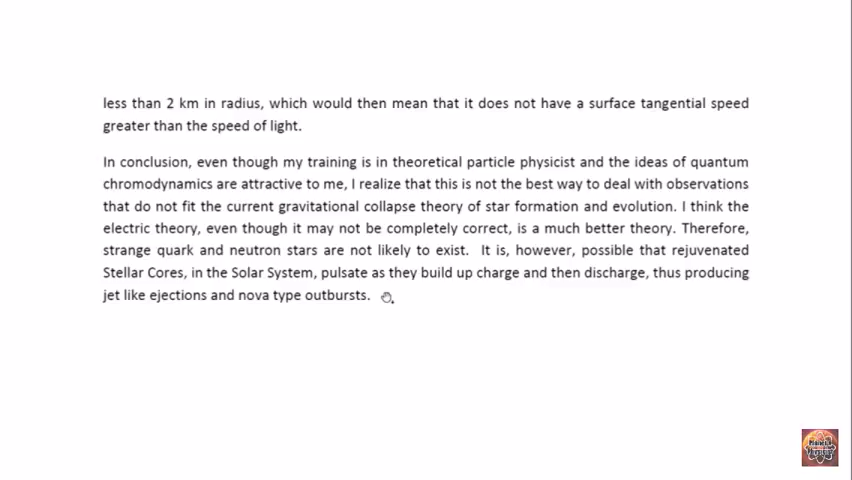 less than 2 km in radius, which would then mean that it does not have a surface tangential speed
greater than the speed of light.
In conclusion, even though my training is in theoretical particle physicist and the ideas of quantum
chromodynamics are attractive to me, I realize that this is not the best way to deal with observations
that do not fit the current gravitational collapse theory of star formation and evolution. I think the
electric theory, even though it may not be completely correct, is a much better theory. Therefore,
strange quark and neutron stars are not likely to exist.  It is, however, possible that rejuvenated
Stellar Cores, in the Solar System, pulsate as they build up charge and then discharge, thus producing
jet like ejections and nova type outbursts.